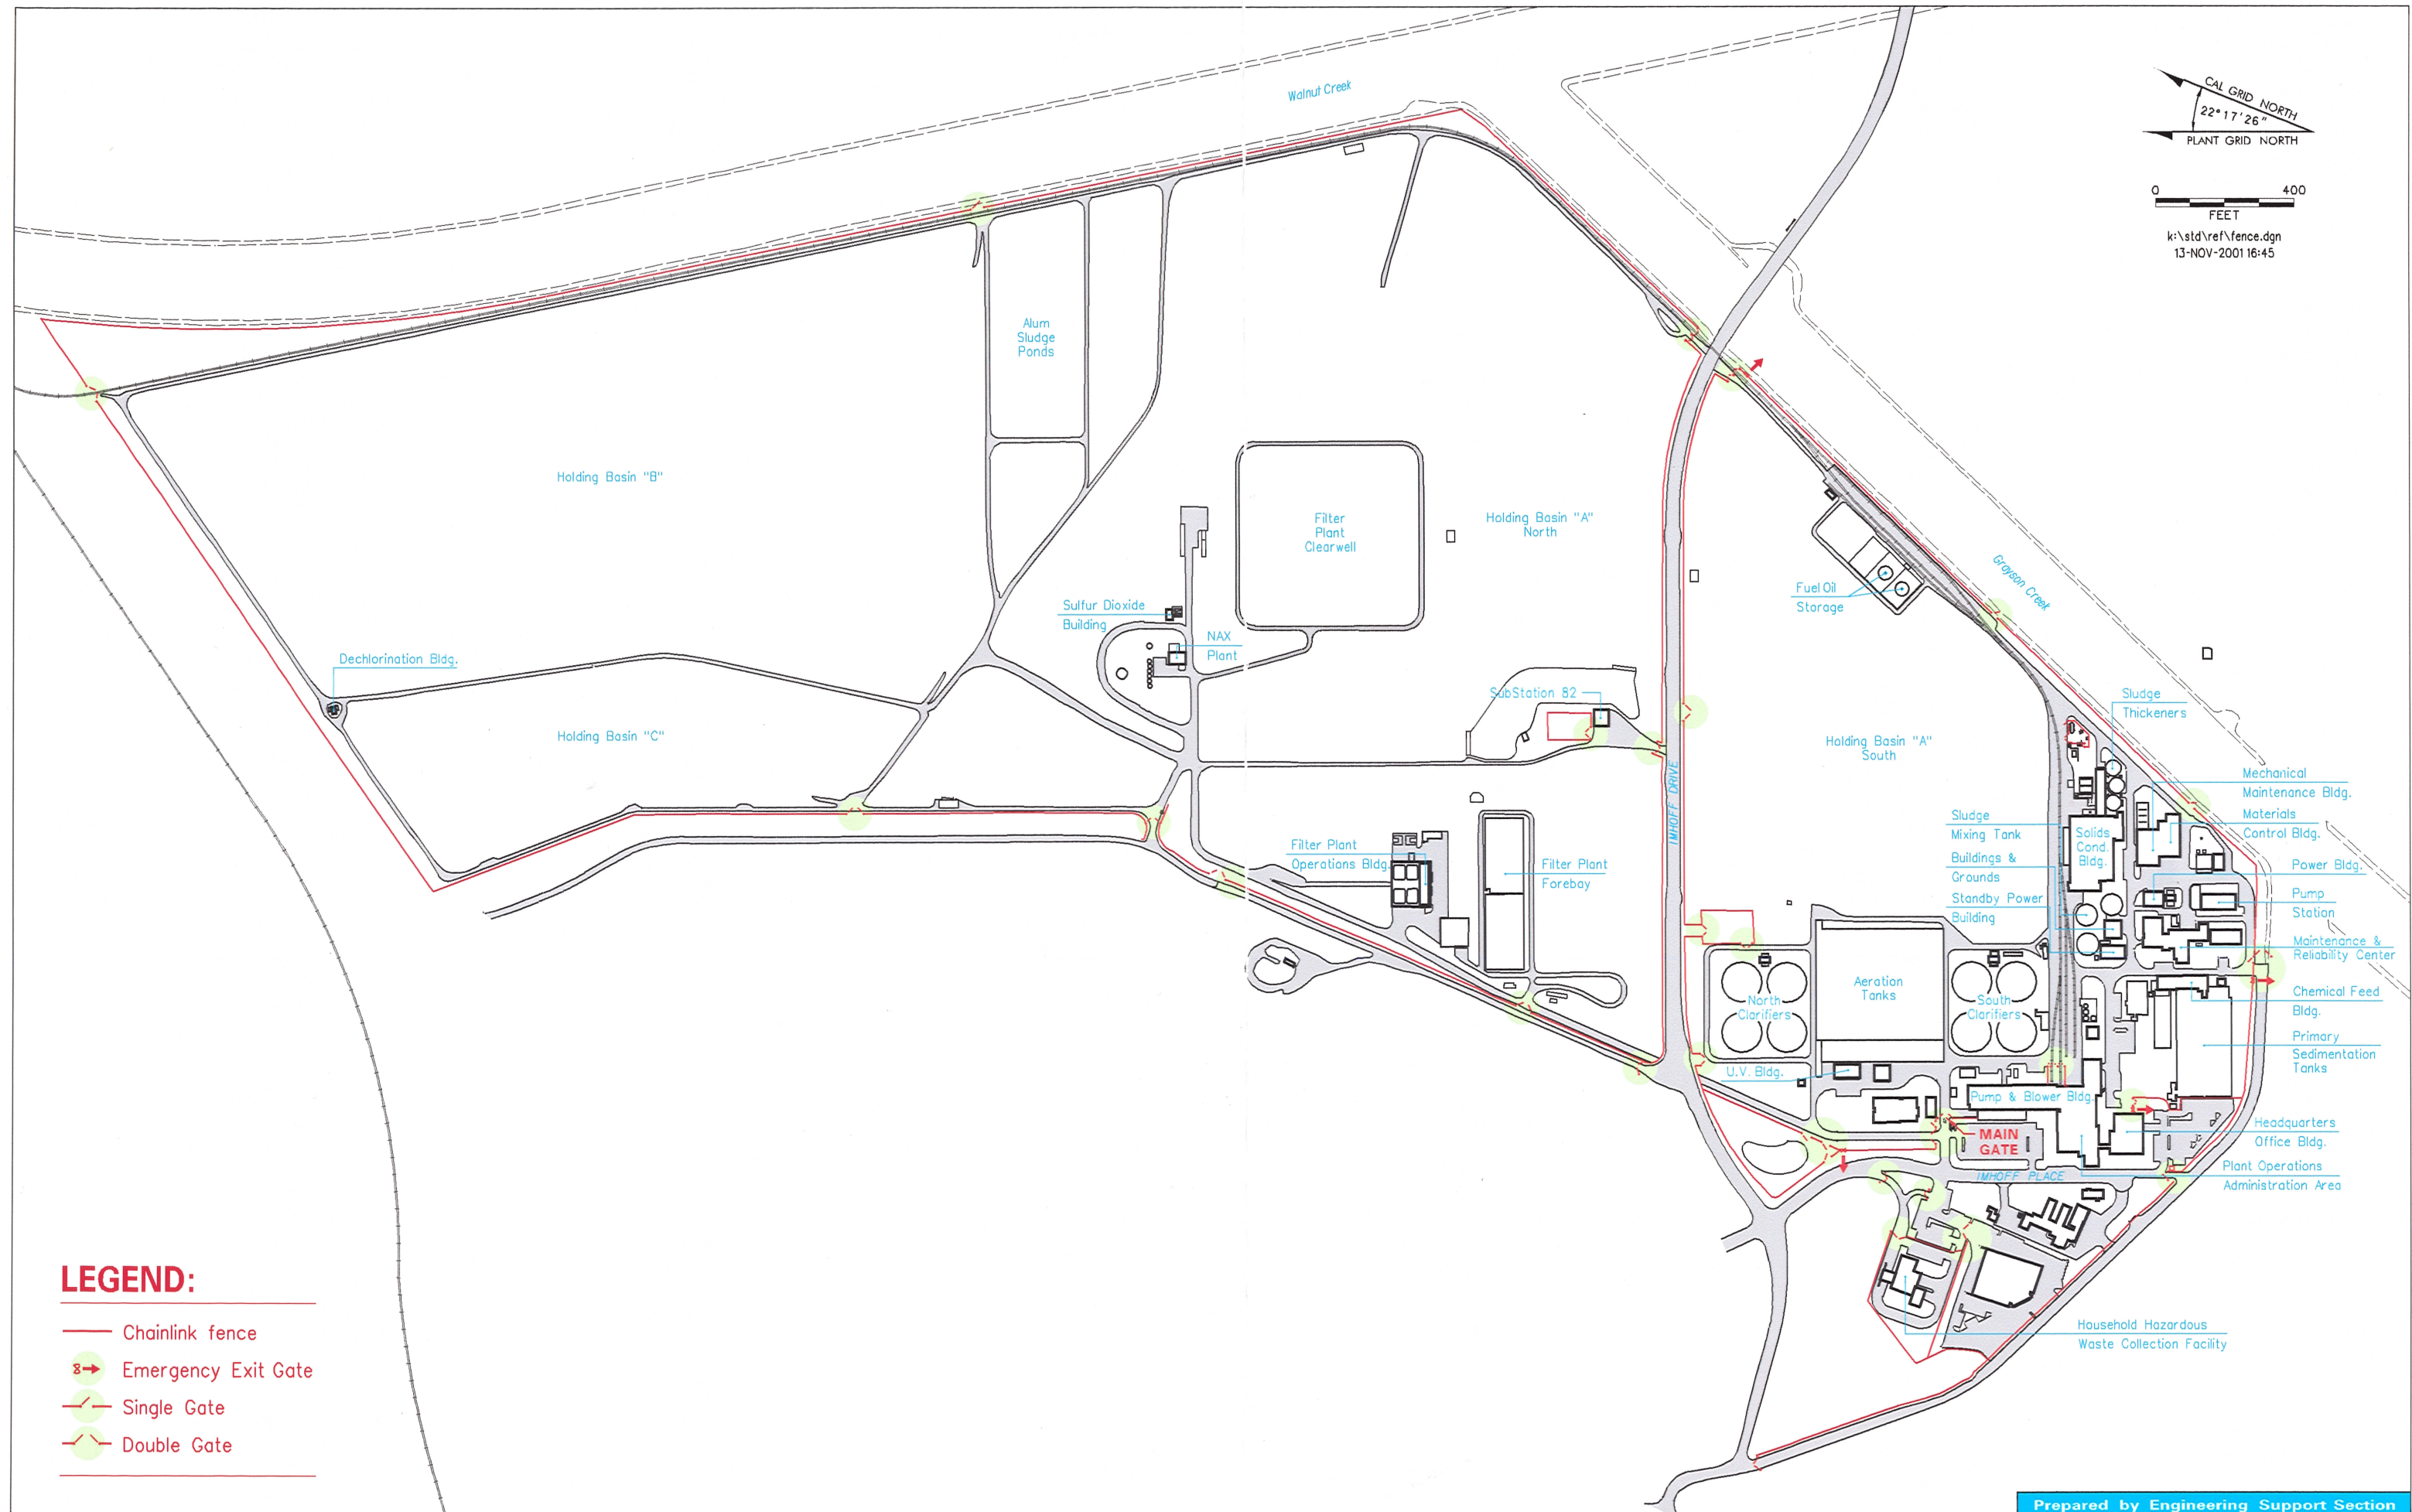 Walnut Creek
CAL GRID NORTH
22°17'26"
PLANT GRID NORTH
0 400
FEET
k:\std\ref\fence.dgn
13-NOV-2001 16:45
Alum
Sludge
Ponds
Holding Basin "B"
Filter
Plant
Clearwell
Holding Basin "A"
North
Grayson Creek
Fuel Oil
Storage
Sulfur Dioxide
Building
NAX
Plant
Dechlorination Bldg.
SubStation 82
Holding Basin "C"
Holding Basin "A"
South
IMHOFF DRIVE
Sludge
Thickeners
Mechanical
Maintenance Bldg.
Materials
Control Bldg.
Sludge
Mixing Tank
Solids
Cond.
Bldg.
Buildings &
Grounds
Standby Power
Building
Power Bldg.
Pump
Station
Maintenance &
Reliability Center
Filter Plant
Operations Bldg.
Filter Plant
Forebay
Aeration
Tanks
North
Clarifiers
South
Clarifiers
Chemical Feed
Bldg.
Primary
Sedimentation
Tanks
U.V. Bldg.
Pump & Blower Bldg.
MAIN
GATE
Headquarters
Office Bldg.
IMHOFF PLACE
Plant Operations
Administration Area
Household Hazardous
Waste Collection Facility
LEGEND:
Chainlink fence
Emergency Exit Gate
Single Gate
Double Gate
Prepared by Engineering Support Section